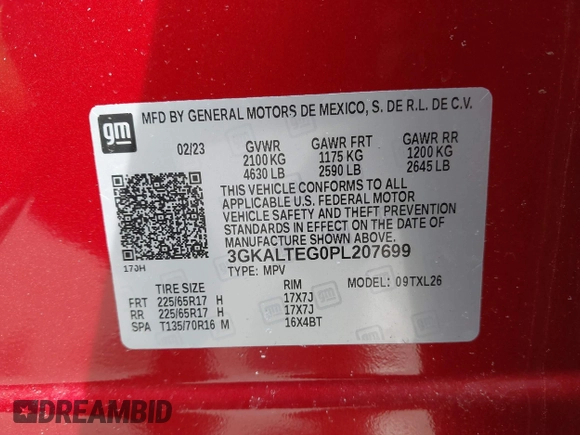 gm
MFD BY GENERAL MOTORS DE MEXICO, S. DE R.L. DE C.V.
02/23 GVWR GAWR FRT GAWR RR
2100 KG 1175 KG 1200 KG
4630 LB 2590 LB 2645 LB
THIS VEHICLE CONFORMS TO ALL
APPLICABLE U.S. FEDERAL MOTOR
VEHICLE SAFETY AND THEFT PREVENTION
STANDARDS IN EFFECT ON THE DATE OF
MANUFACTURE SHOWN ABOVE.
3GKALTEG0PL207699
17JH
TYPE: MPV MODEL: 09TXL26
TIRE SIZE RIM
FRT 225/65R17 H 17X7J
RR 225/65R17 H 17X7J
SPA T135/70R16 M 16X4BT
DREAMBID